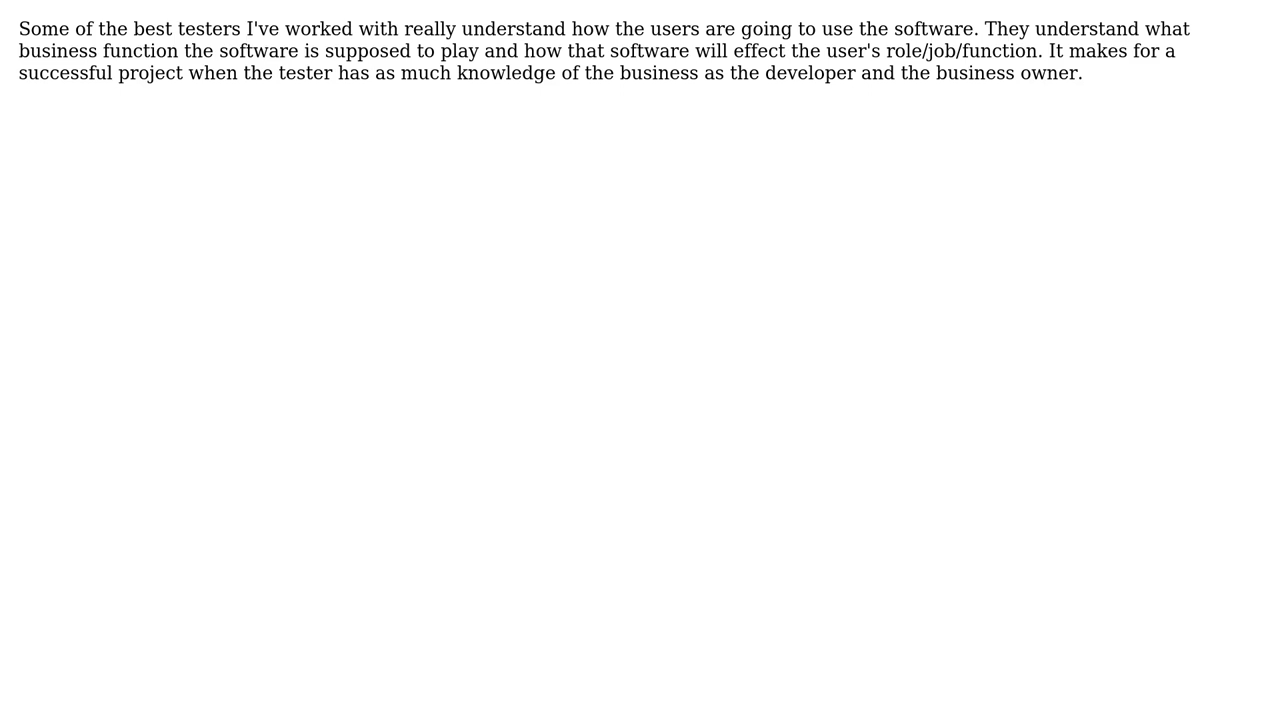 Some of the best testers I've worked with really understand how the users are going to use the software. They understand what
business function the software is supposed to play and how that software will effect the user's role/job/function. It makes for a
successful project when the tester has as much knowledge of the business as the developer and the business owner.